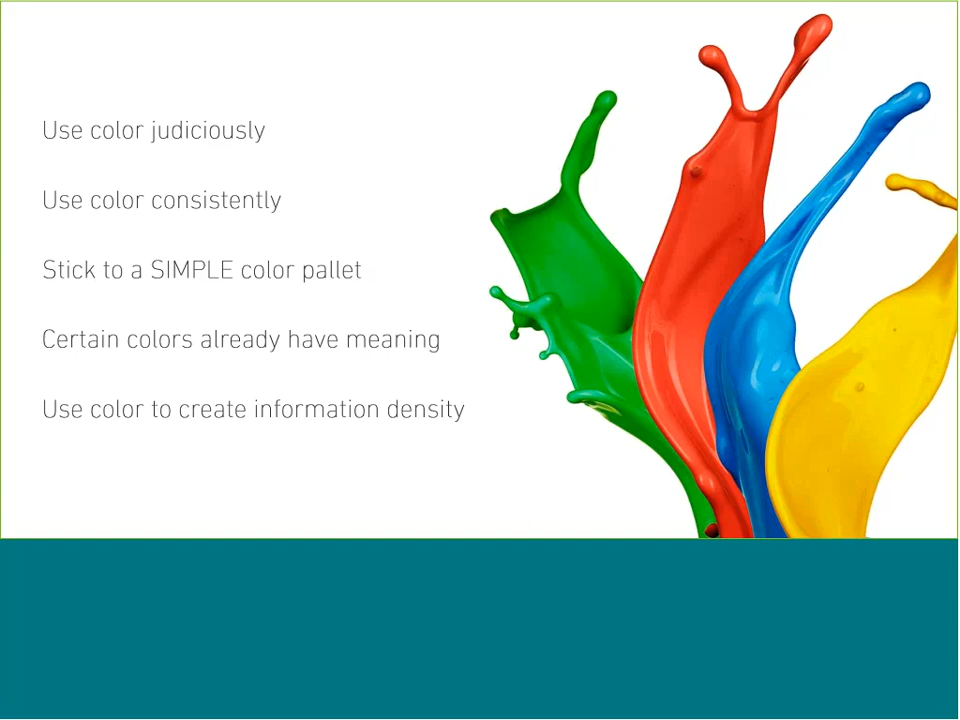 Use color judiciously
Use color consistently
Stick to a SIMPLE color pallet
Certain colors already have meaning
Use color to create information density